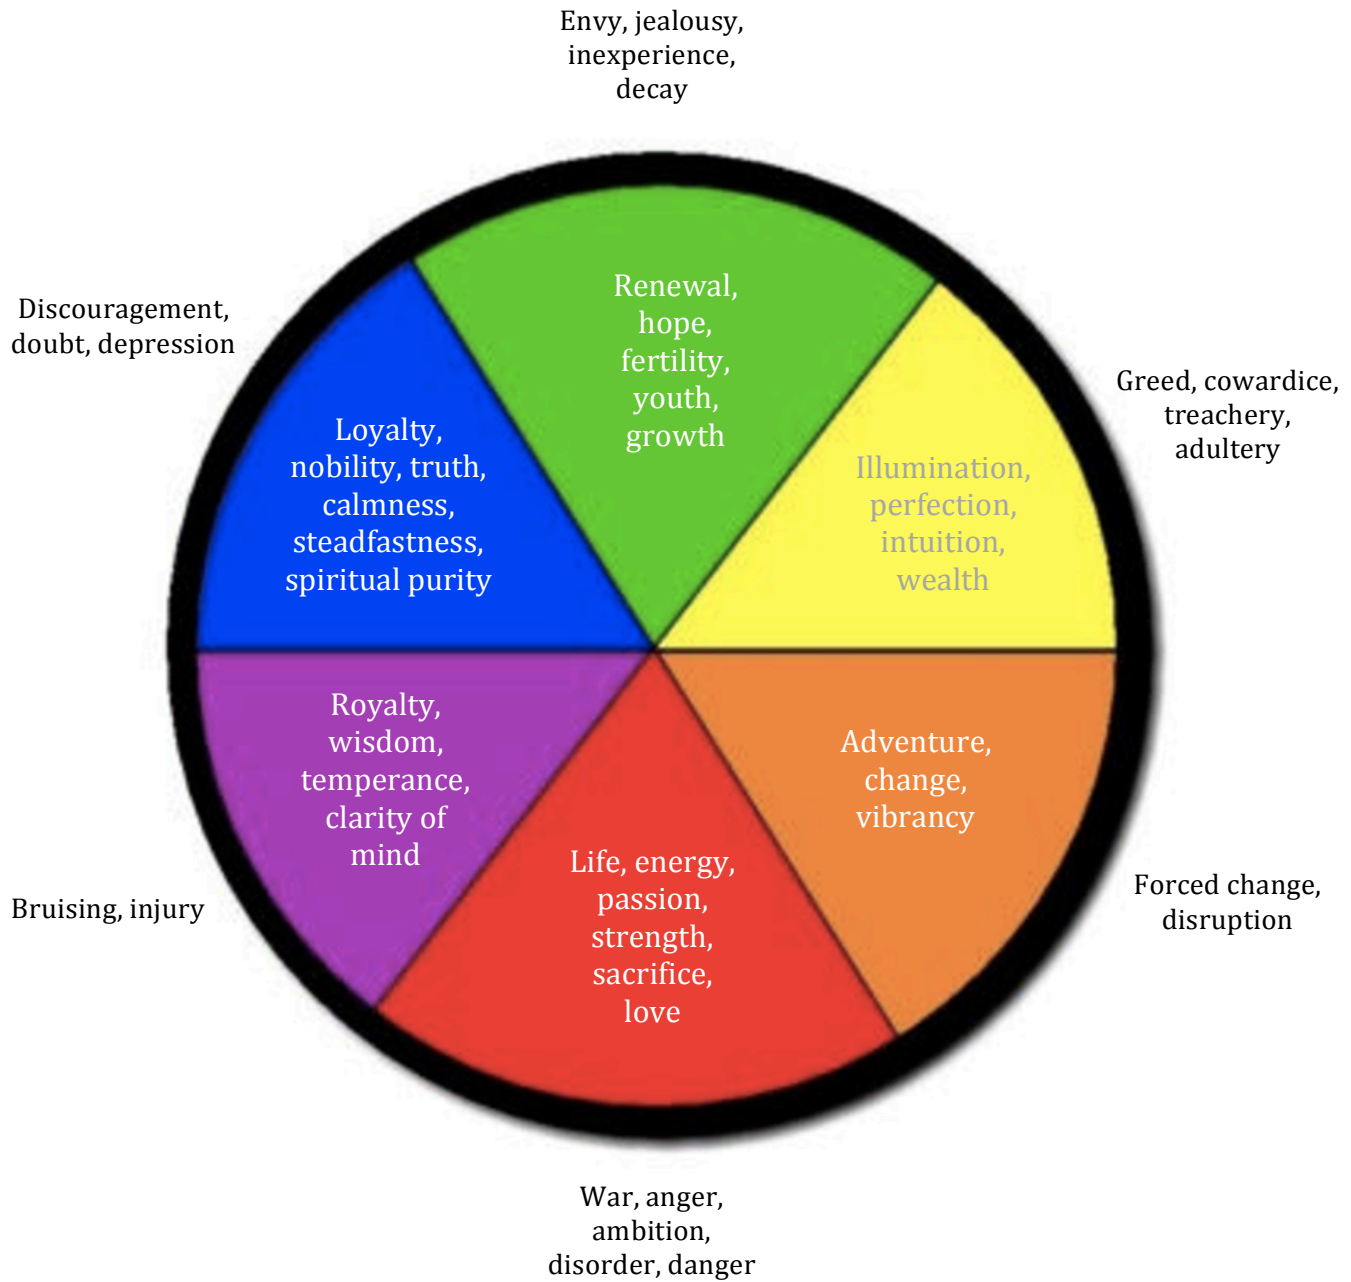 Envy, jealousy,
inexperience,
decay
Renewal,
hope,
fertility,
youth,
growth
Discouragement,
doubt, depression
Loyalty,
nobility, truth,
calmness,
steadfastness,
spiritual purity
Greed, cowardice,
treachery,
adultery
Illumination,
perfection,
intuition,
wealth
Royalty,
wisdom,
temperance,
clarity of
mind
Adventure,
change,
vibrancy
Life, energy,
passion,
strength,
sacrifice,
love
Bruising, injury
Forced change,
disruption
War, anger,
ambition,
disorder, danger